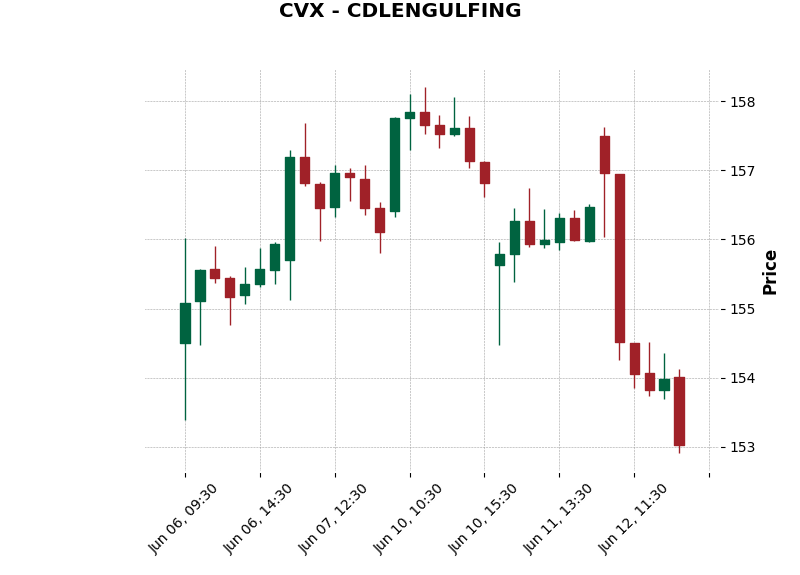 CVX - CDLENGULFING
158
157
156
155
154
153
Price
Jun 06, 09:30
Jun 06, 14:30
Jun 07, 12:30
Jun 10, 10:30
Jun 10, 15:30
Jun 11, 13:30
Jun 12, 11:30